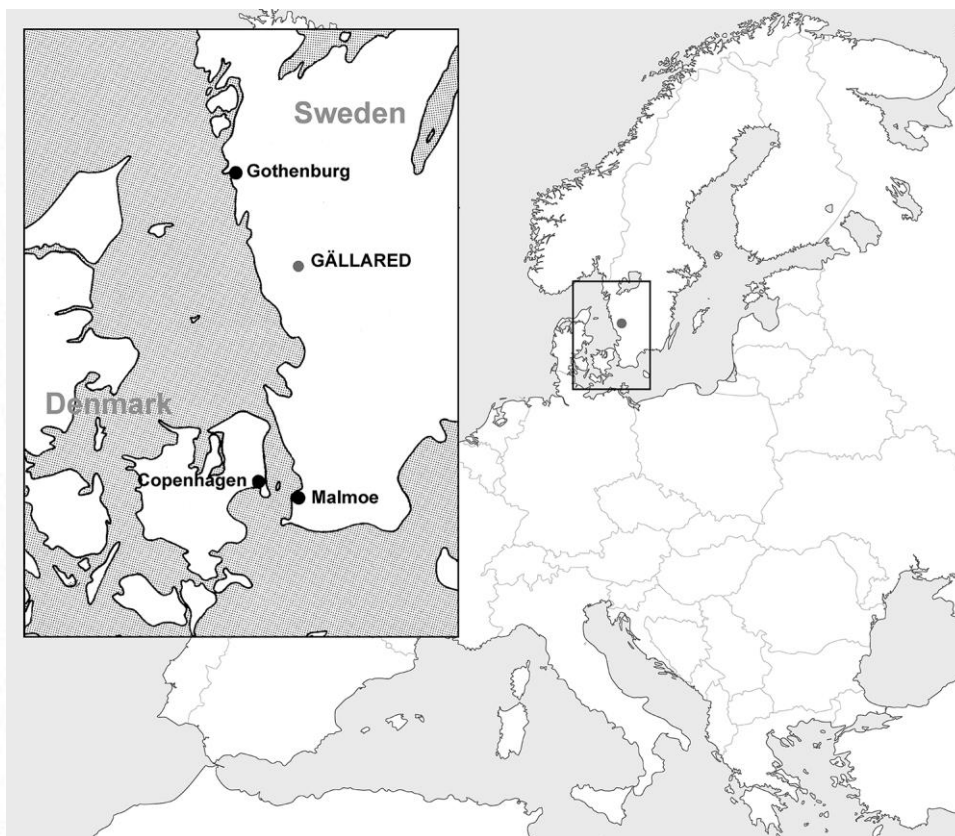 Sweden
Gothenburg
GÄLLARED
Denmark
Copenhagen
Malmoe